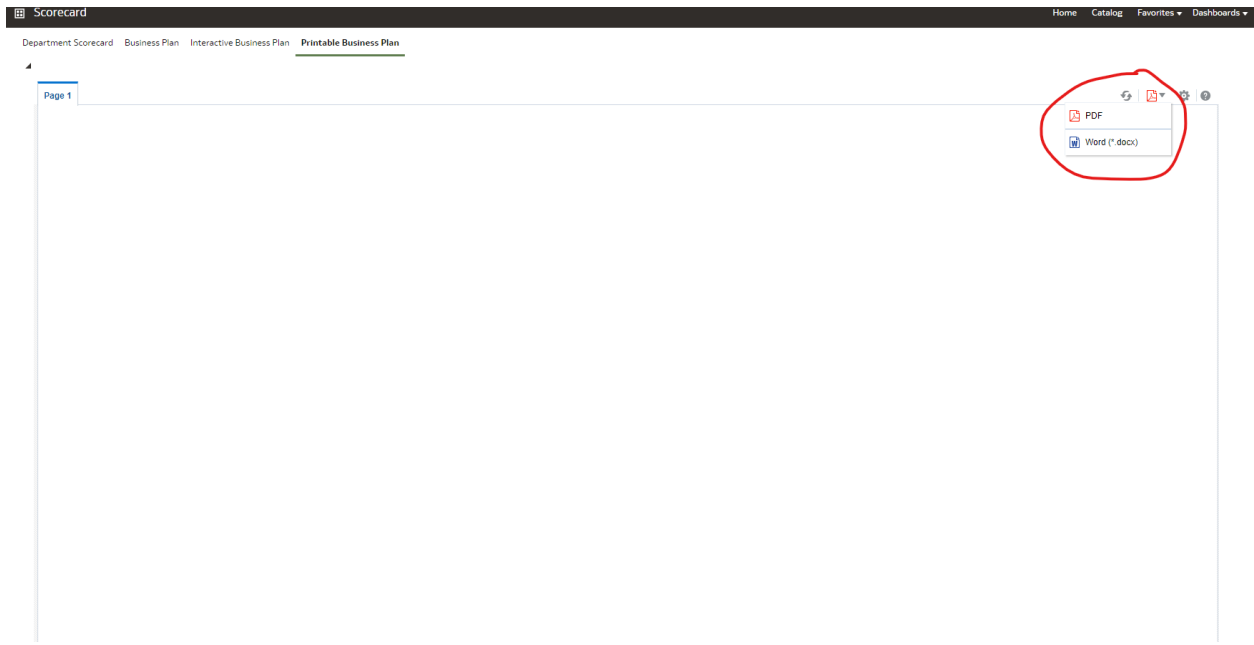 Scorecard
Home Catalog Favorites Dashboards
Department Scorecard Business Plan Interactive Business Plan Printable Business Plan
Page 1
PDF
Word (*.docx)